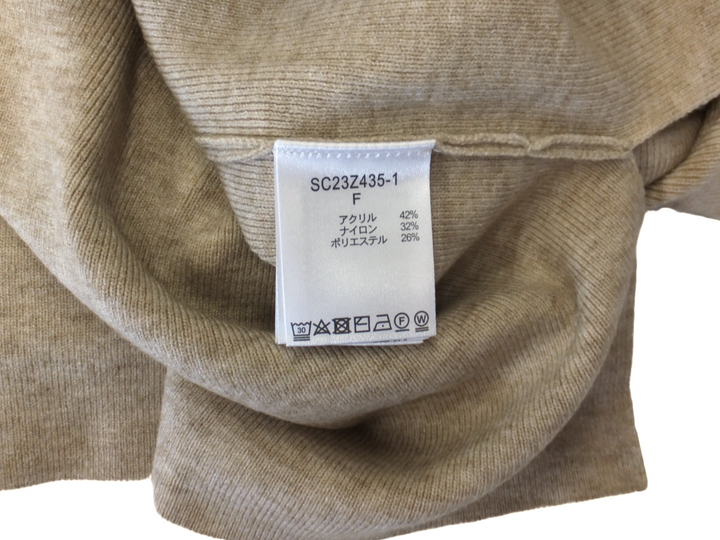 SC23Z435-1
F
アクリル 42%
ナイロン 32%
ポリエステル 26%
30 F W